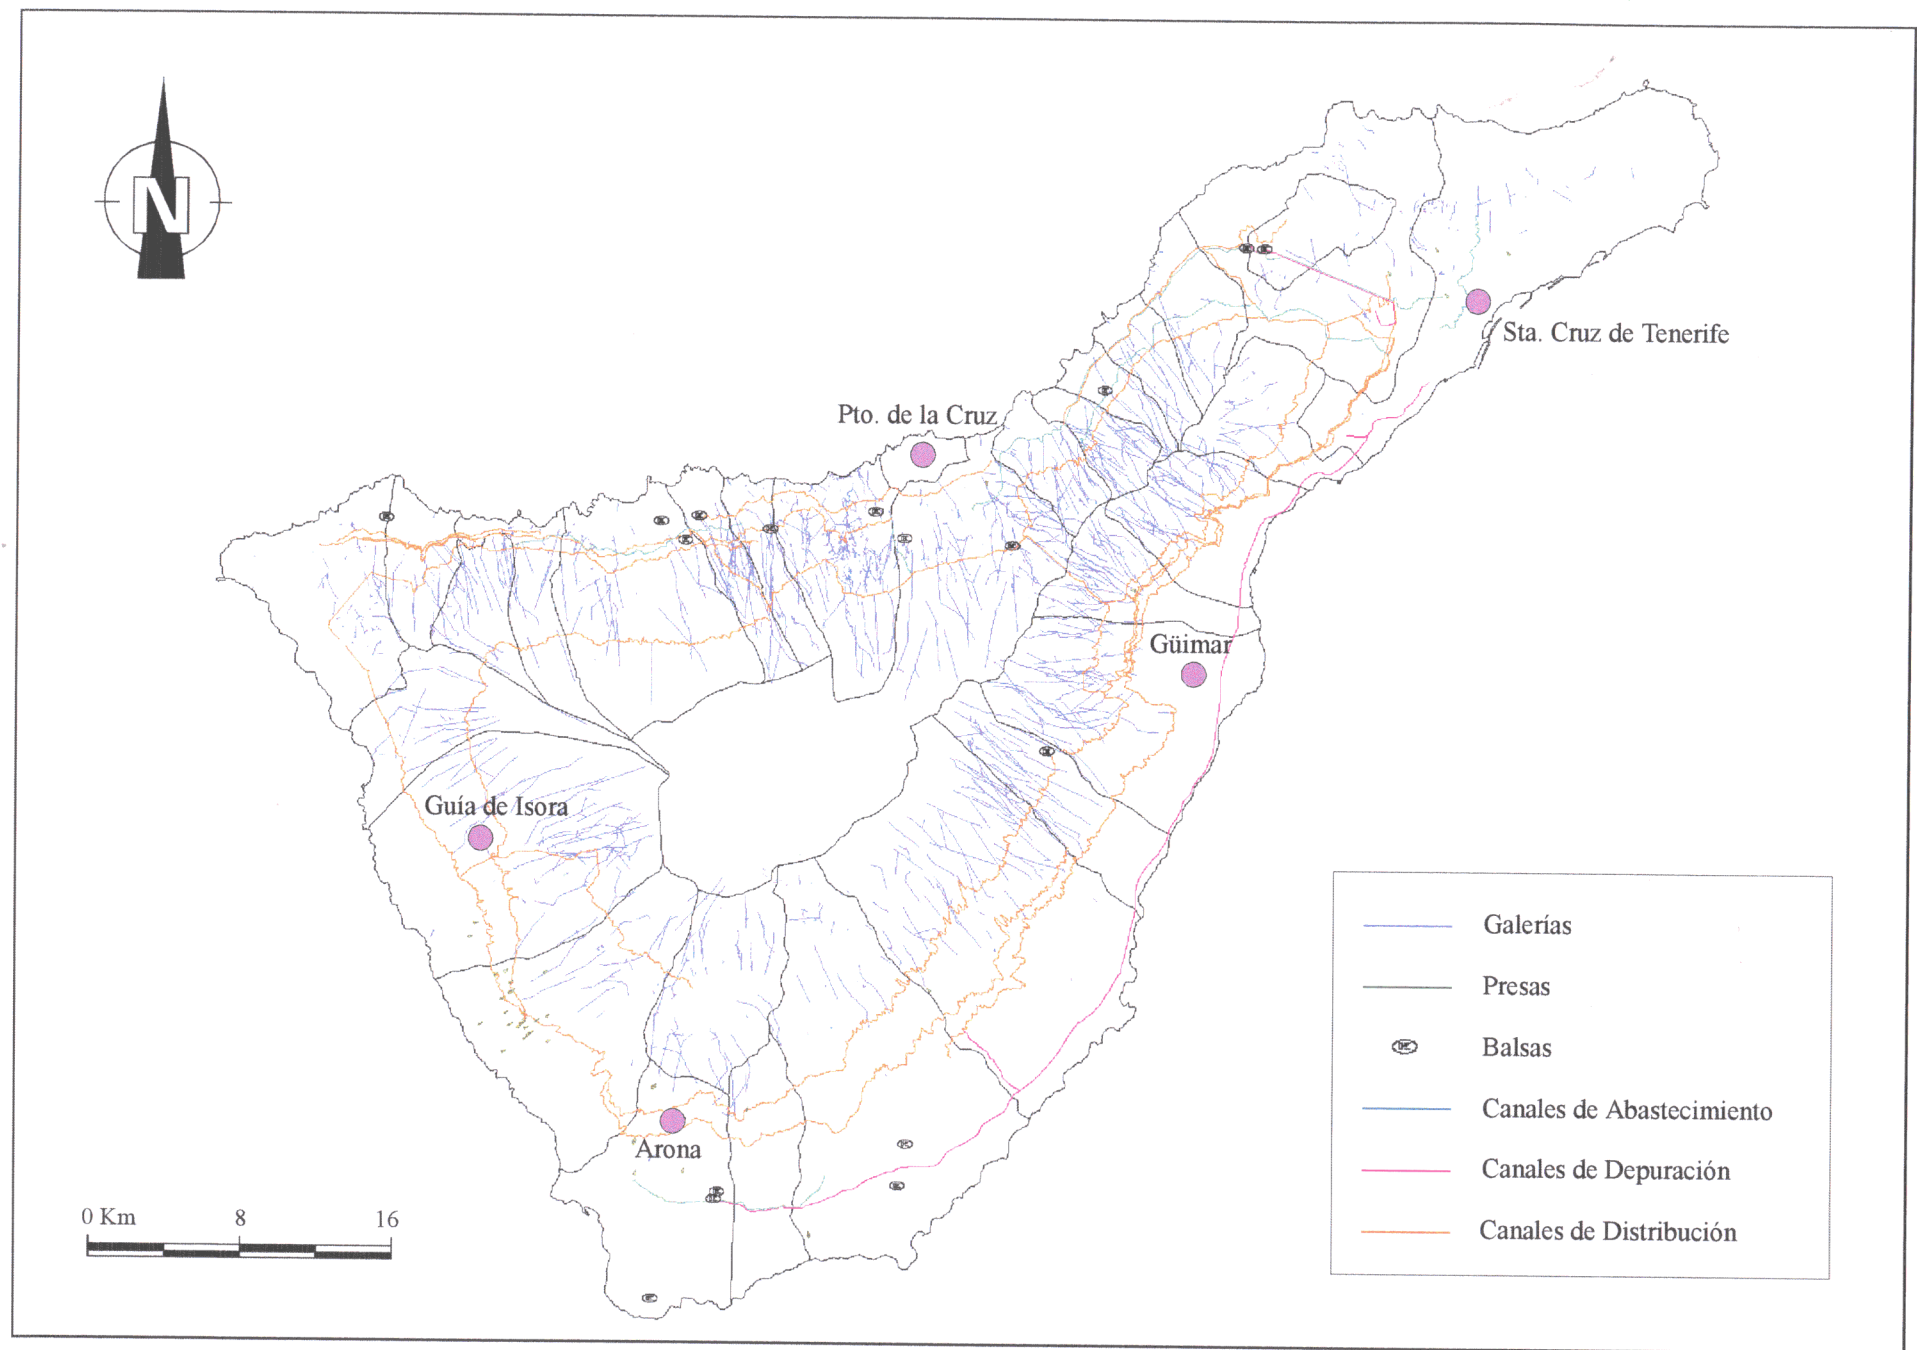 N
Sta. Cruz de Tenerife
Pto. de la Cruz
Güimar
Guía de Isora
Arona
0 Km 8 16
Galerías
Presas
Balsas
Canales de Abastecimiento
Canales de Depuración
Canales de Distribución